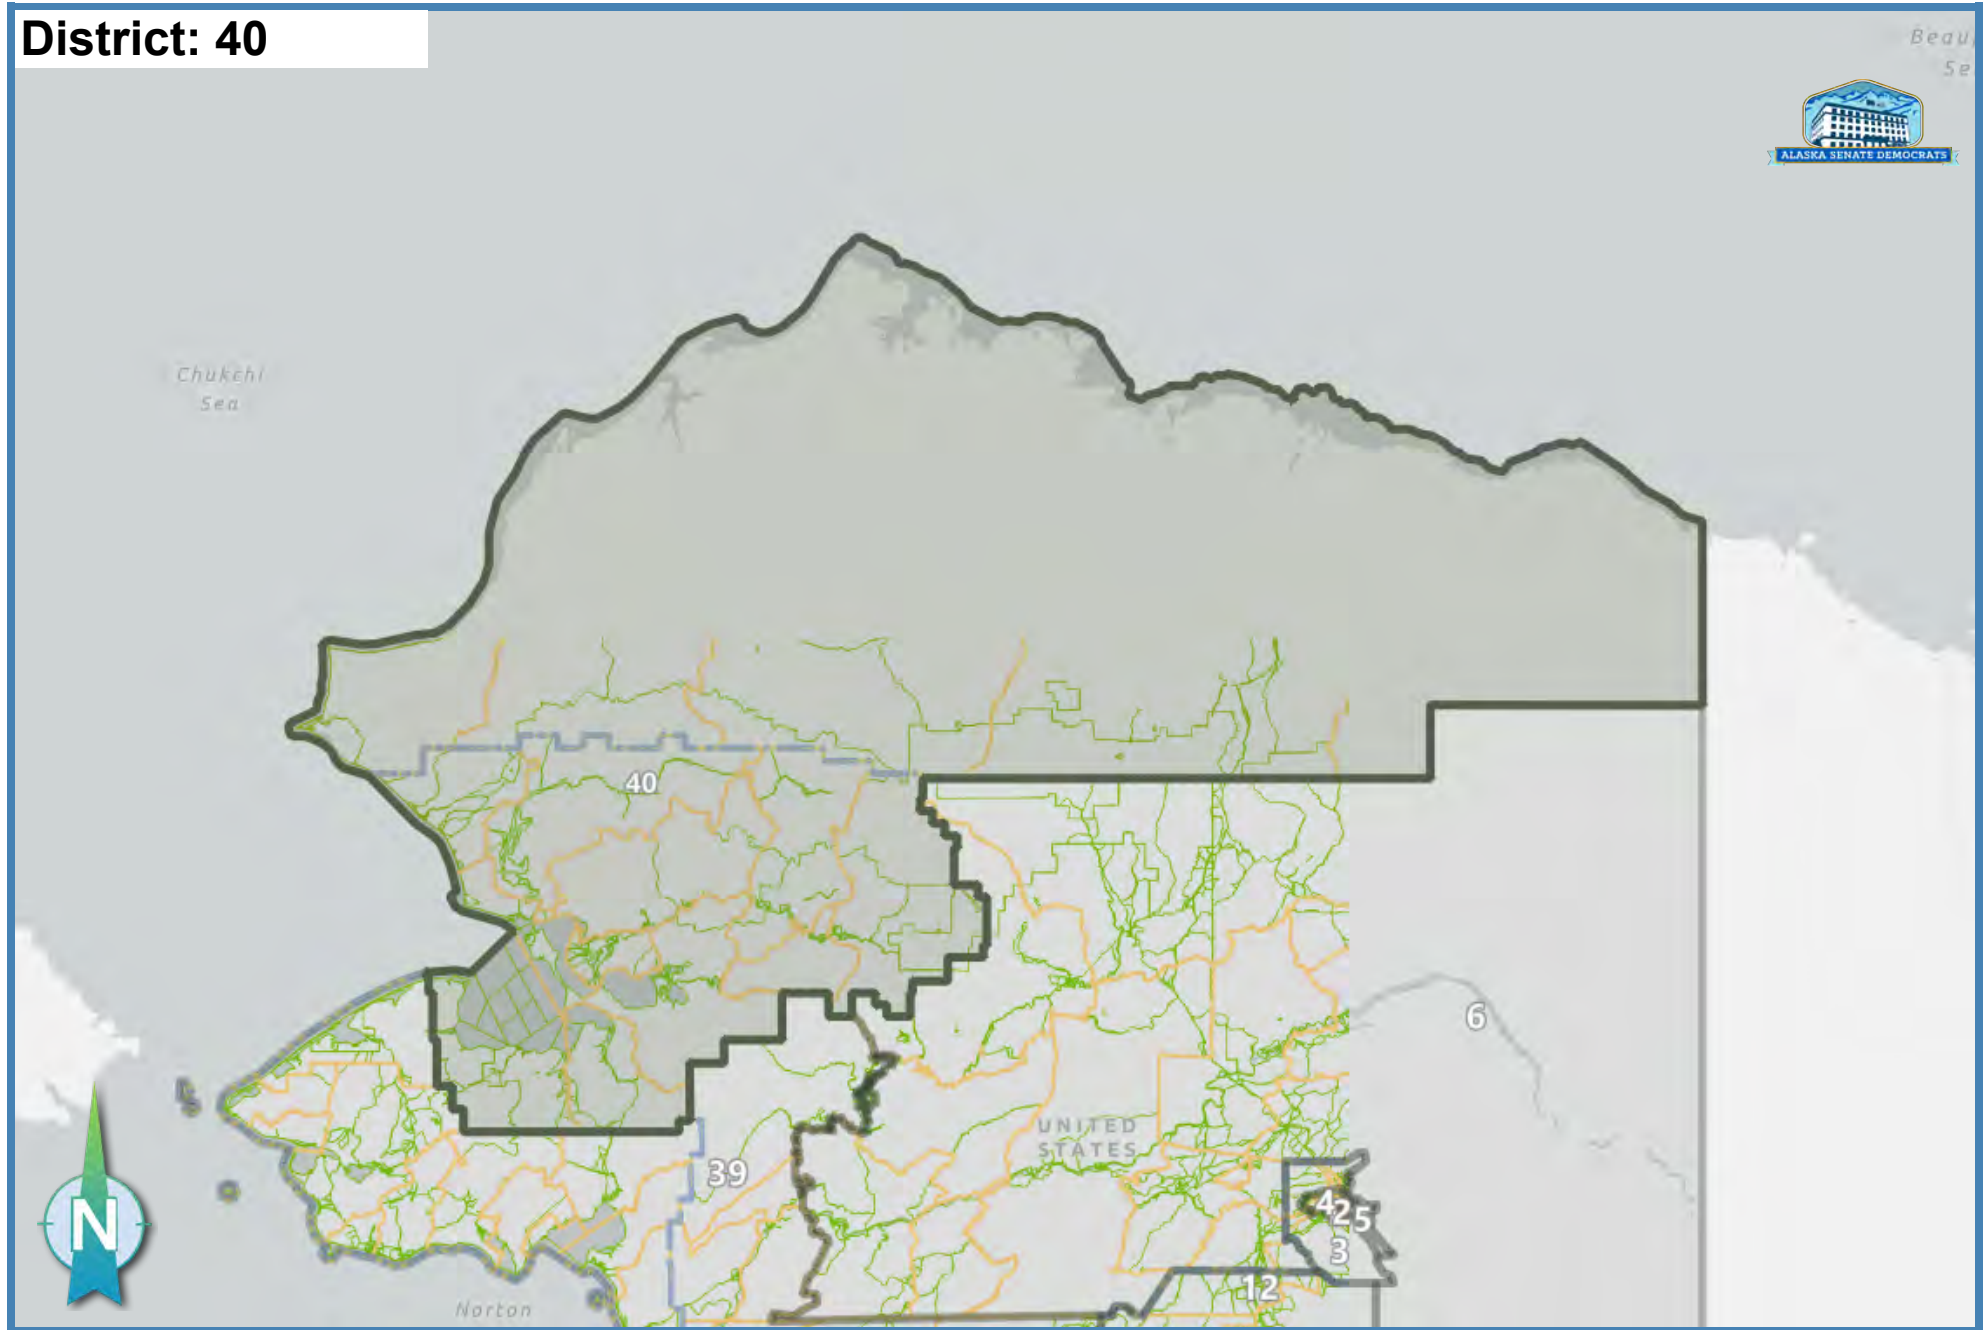 District: 40
Beau
Se
ALASKA SENATE DEMOCRATS
Chukchi
Sea
40
6
UNITED
STATES
39
4
2
5
3
12
N
Norton